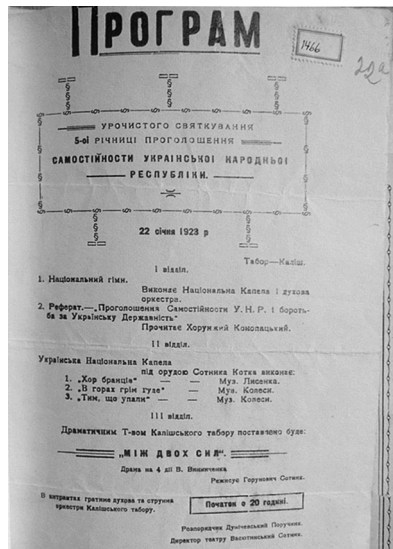 ПРОГРАМ
1466
22а
УРОЧИСТОГО СВЯТКУВАННЯ
5-ої РІЧНИЦІ ПРОГОЛОШЕННЯ
САМОСТІЙНОСТИ УКРАЇНСЬКОЇ НАРОДНЬОЇ
РЕСПУБЛІКИ.
22 січня 1923 р
Табор—Каліш.
І відділ.
1. Національний гімн.
Виконає Національна Капела і духова
оркестра.
2. Реферат.—„Проголошення Самостійности У.Н.Р. і бороть-
ба за Українську Державність"
Прочитає Хорунжий Комопацький.
ІІ відділ.
Українська Національна Капела
під орудою Сотника Котка виконає:
1. „Хор бранців" — — Муз. Лисенка.
2. „В горах грім гуде" — — Муз. Колеси.
3. „Тим, що упали" — — Муз. Колеси.
ІІІ відділ.
Драматичним Т-вом Калішського табору поставлено буде:
„МІЖ ДВОХ СИЛ".
Драма на 4 дії В. Винниченка
Режисує Горунович Сотник.
В антрактах гратиме духова та струнна
оркестри Калішського табору.
Початок о 20 годині.
Розпорядчик Дуніченський Поручник.
Директор театру Васютинський Сотник.